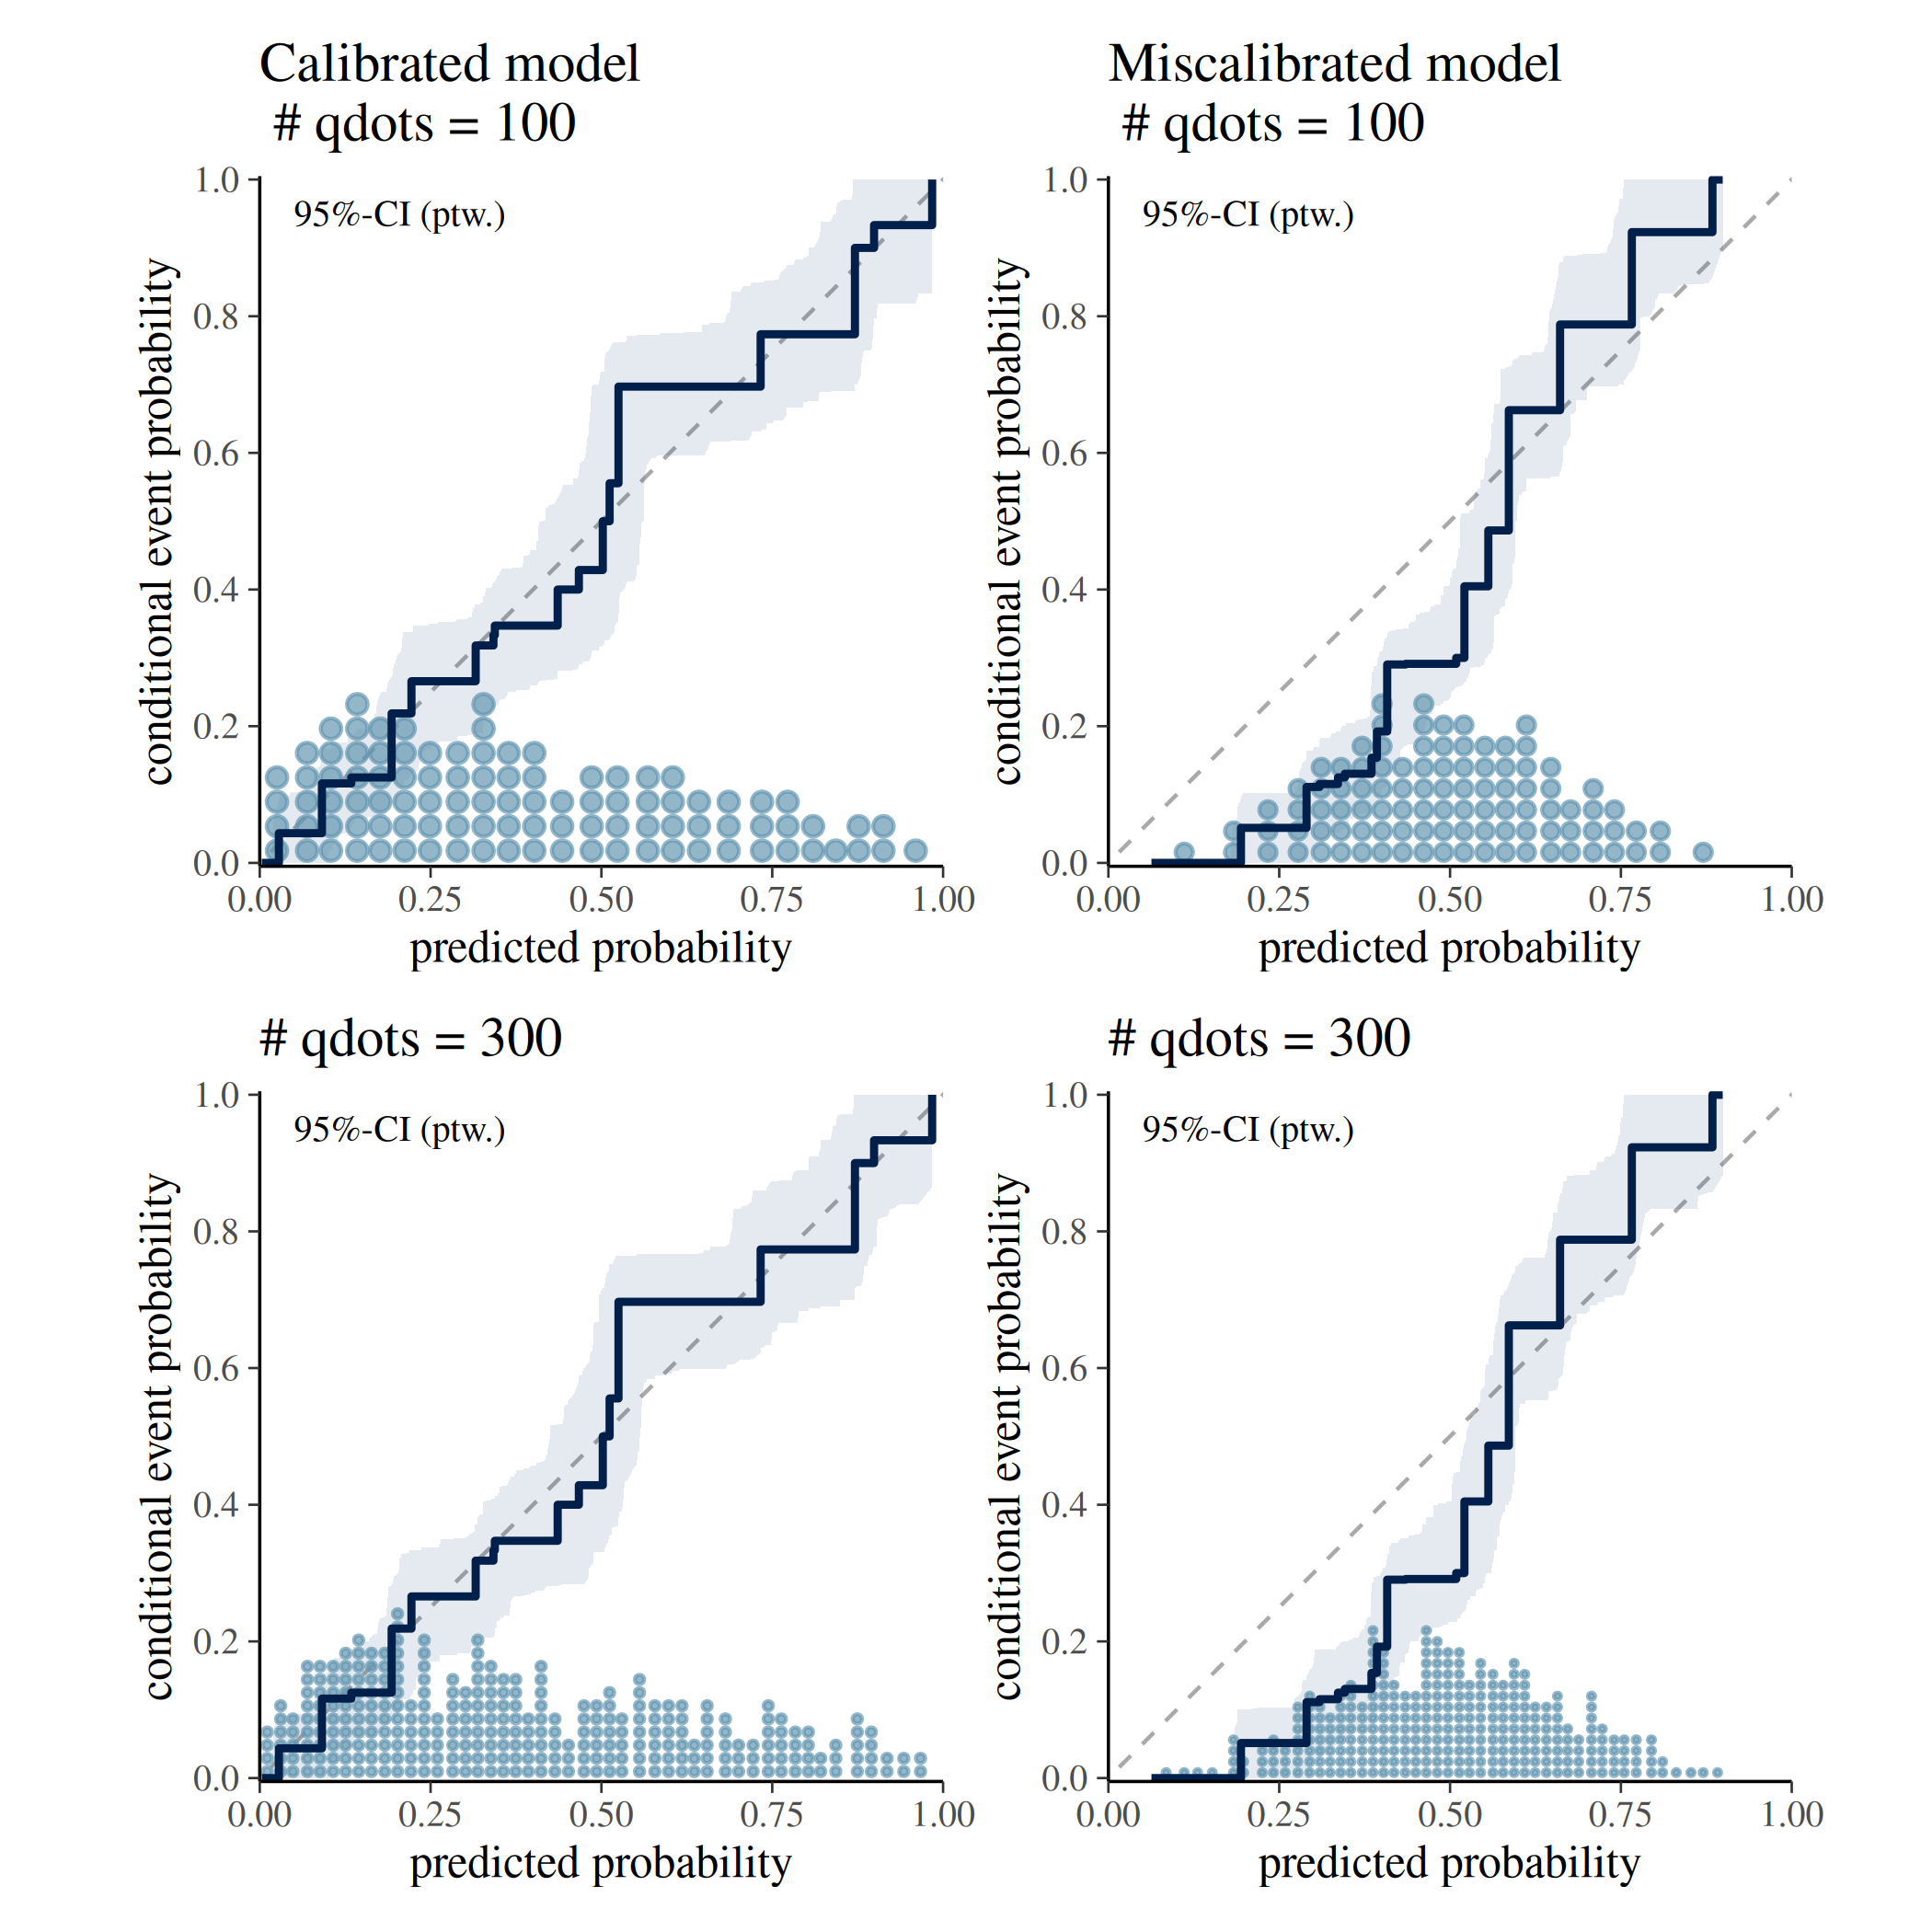 Calibrated model
# qdots = 100
95%-CI (ptw.)
conditional event probability
1.0
0.8
0.6
0.4
0.2
0.0
0.00 0.25 0.50 0.75 1.00
predicted probability
Miscalibrated model
# qdots = 100
95%-CI (ptw.)
conditional event probability
1.0
0.8
0.6
0.4
0.2
0.0
0.00 0.25 0.50 0.75 1.00
predicted probability
# qdots = 300
95%-CI (ptw.)
conditional event probability
1.0
0.8
0.6
0.4
0.2
0.0
0.00 0.25 0.50 0.75 1.00
predicted probability
# qdots = 300
95%-CI (ptw.)
conditional event probability
1.0
0.8
0.6
0.4
0.2
0.0
0.00 0.25 0.50 0.75 1.00
predicted probability